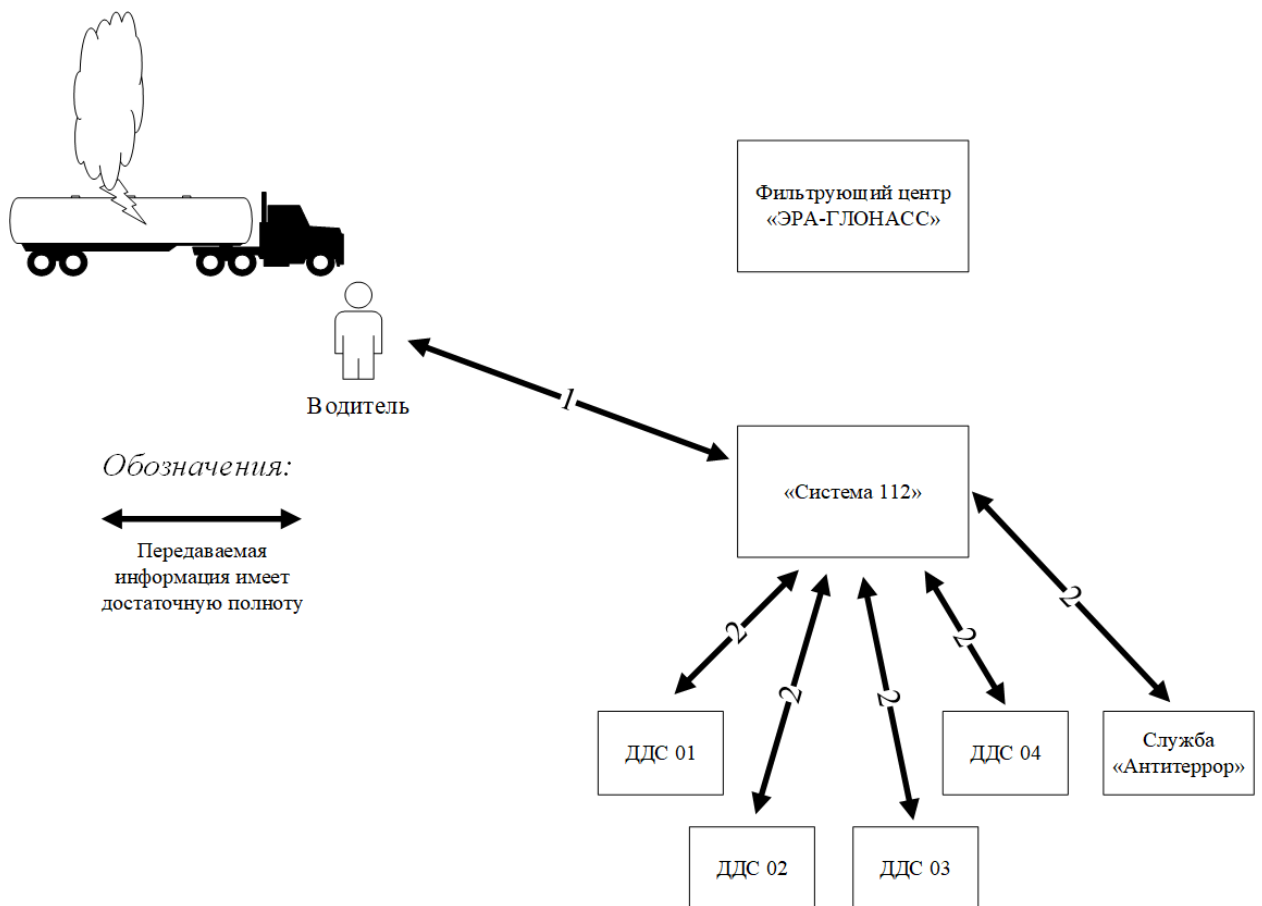 Фильтрующий центр
«ЭРА-ГЛОНАСС»
Водитель
1
Обозначения:
Передаваемая
информация имеет
достаточную полноту
«Система 112»
2
2
2
2
2
ДДС 01
ДДС 04
Служба
«Антитеррор»
ДДС 02
ДДС 03